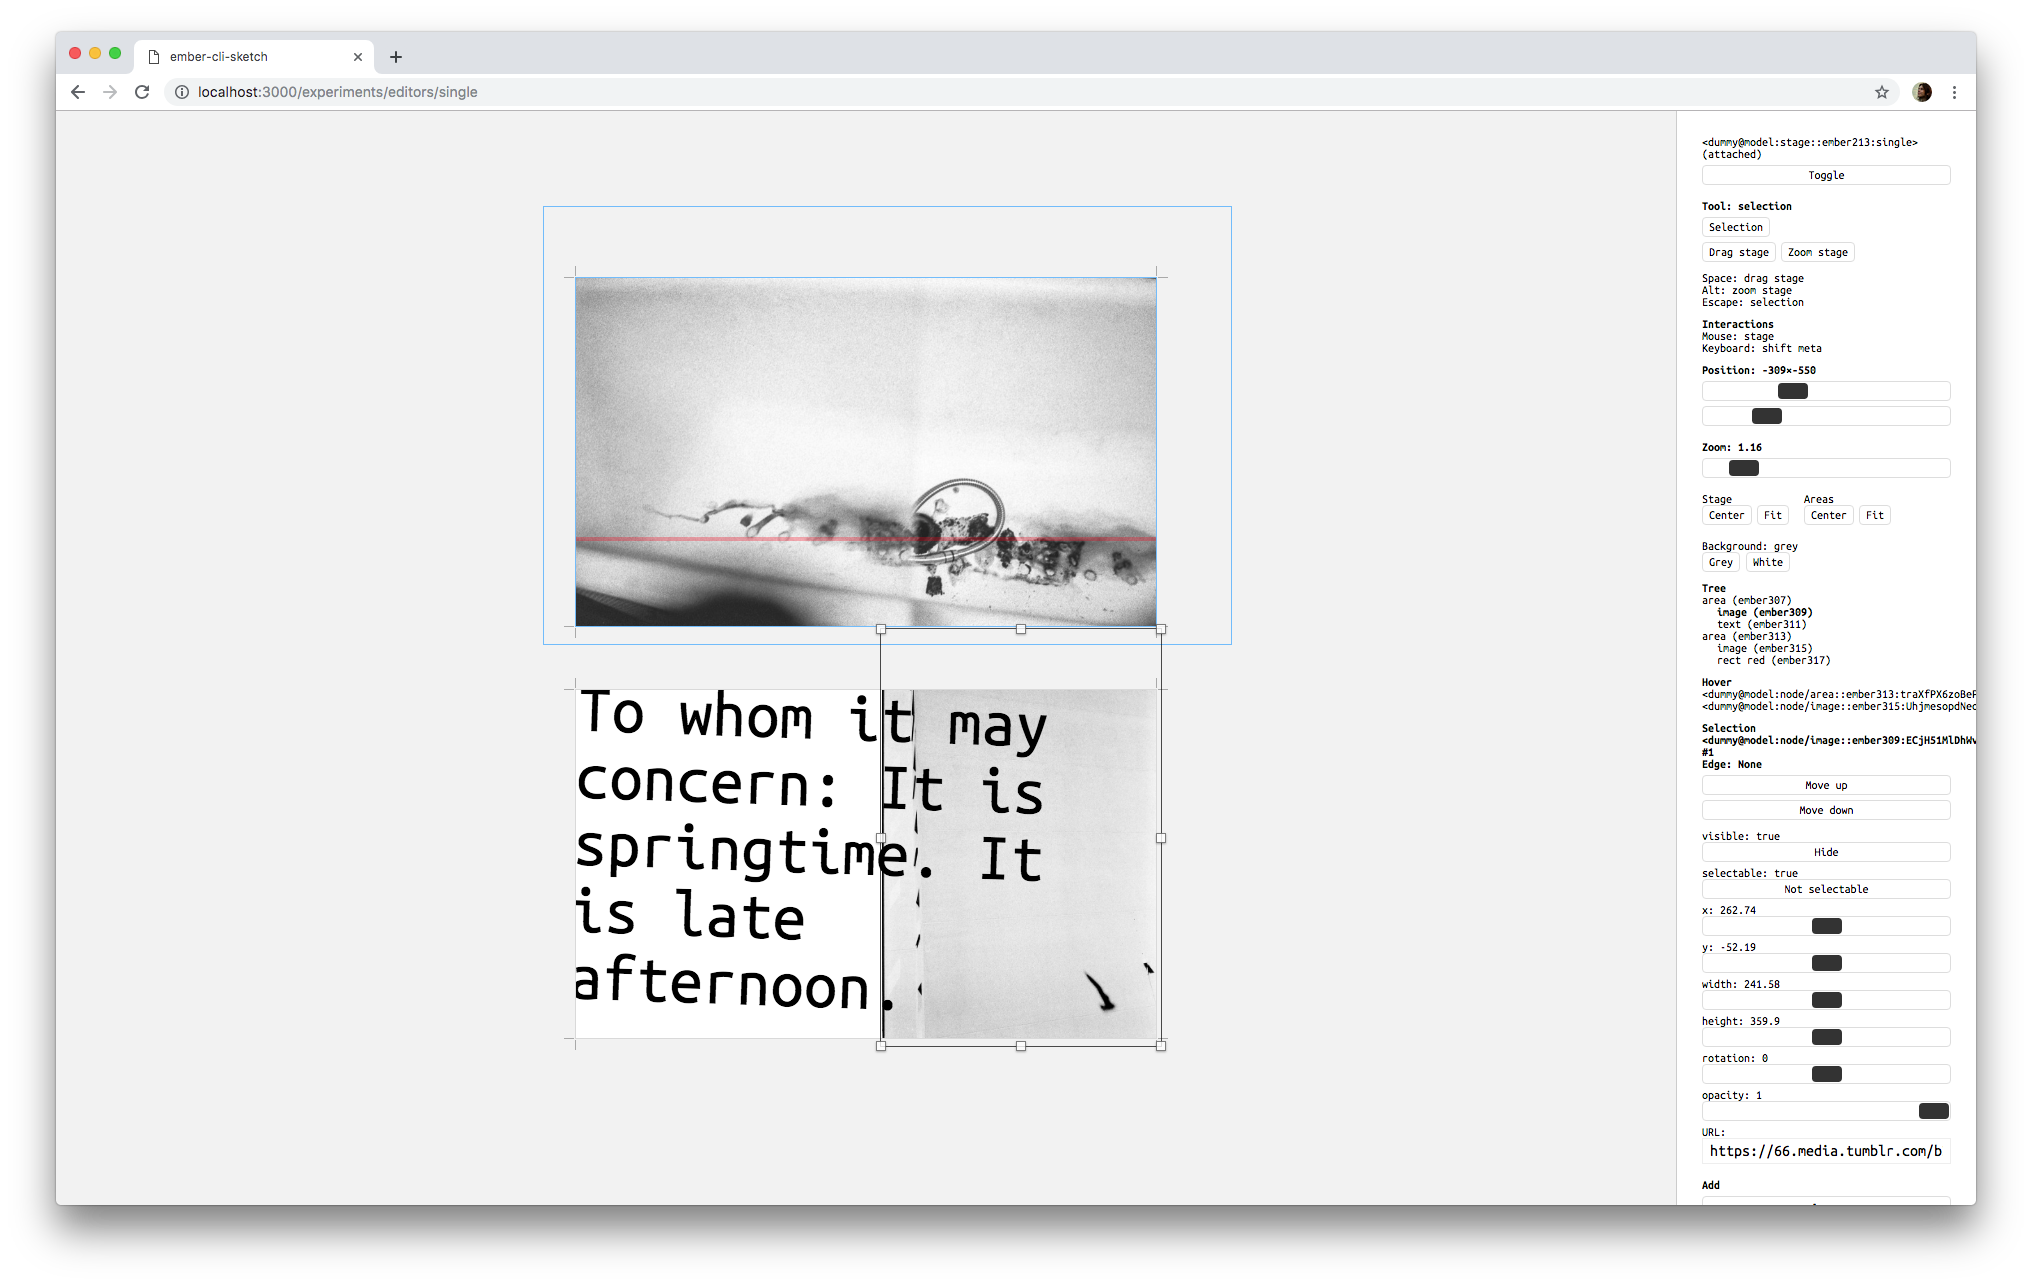 ember-cli-sketch
localhost:3000/experiments/editors/single
<dummy@model:stage::ember213:single>
(attached)
Toggle
Tool: selection
Selection
Drag stage Zoom stage
Space: drag stage
Alt: zoom stage
Escape: selection
Interactions
Mouse: stage
Keyboard: shift meta
Position: -309×-550
Zoom: 1.16
Stage Areas
Center Fit Center Fit
Background: grey
Grey White
Tree
area (ember307)
image (ember309)
text (ember311)
area (ember313)
image (ember315)
rect red (ember317)
Hover
<dummy@model:node/area::ember313:traXfPX6zoBeF
<dummy@model:node/image::ember315:UhjmesopdNec
Selection
<dummy@model:node/image::ember309:ECjH51MlDhWv
#1
Edge: None
Move up
Move down
visible: true
Hide
selectable: true
Not selectable
x: 262.74
y: -52.19
width: 241.58
height: 359.9
rotation: 0
opacity: 1
URL:
https://66.media.tumblr.com/b
Add
To whom it may
concern: It is
springtime. It
is late
afternoon.